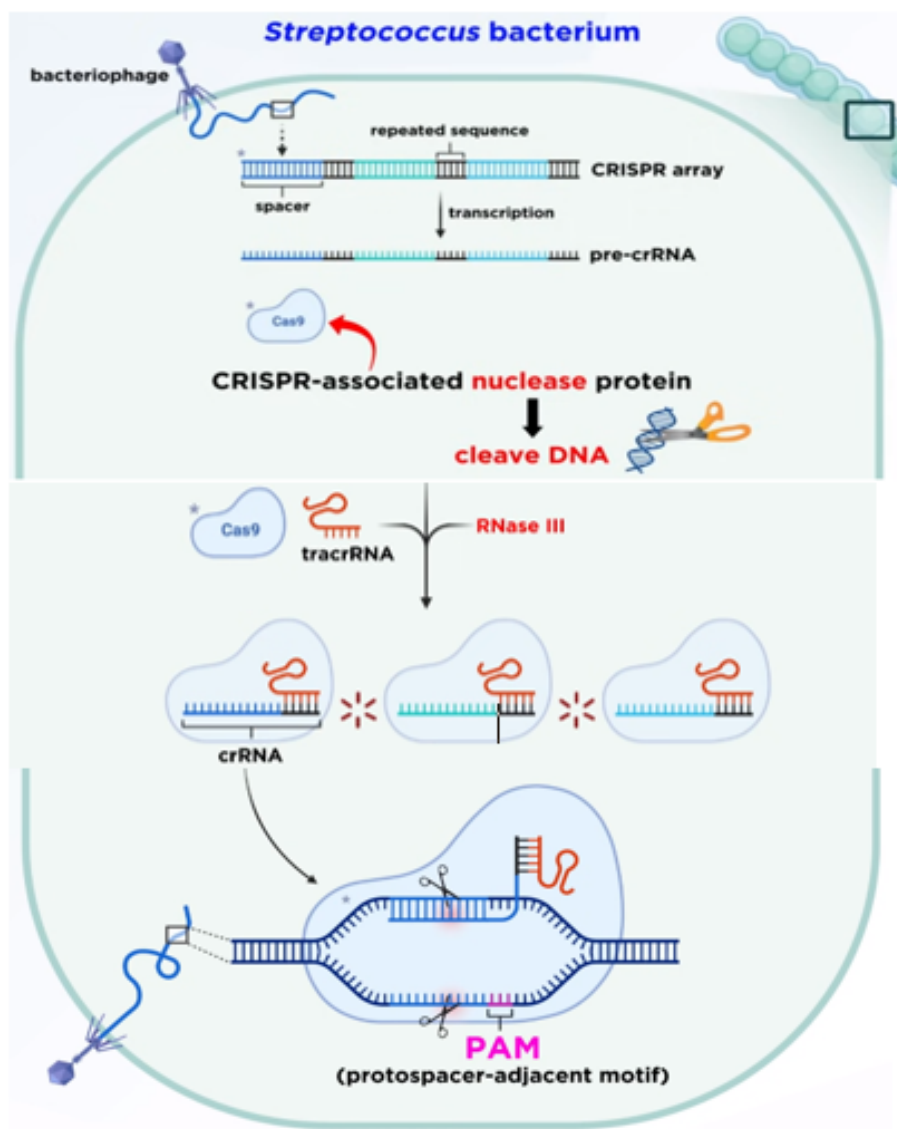 Streptococcus bacterium
bacteriophage
repeated sequence
CRISPR array
spacer
transcription
pre-crRNA
Cas9
CRISPR-associated nuclease protein
cleave DNA
Cas9
tracrRNA
RNase III
crRNA
PAM
(protospacer-adjacent motif)